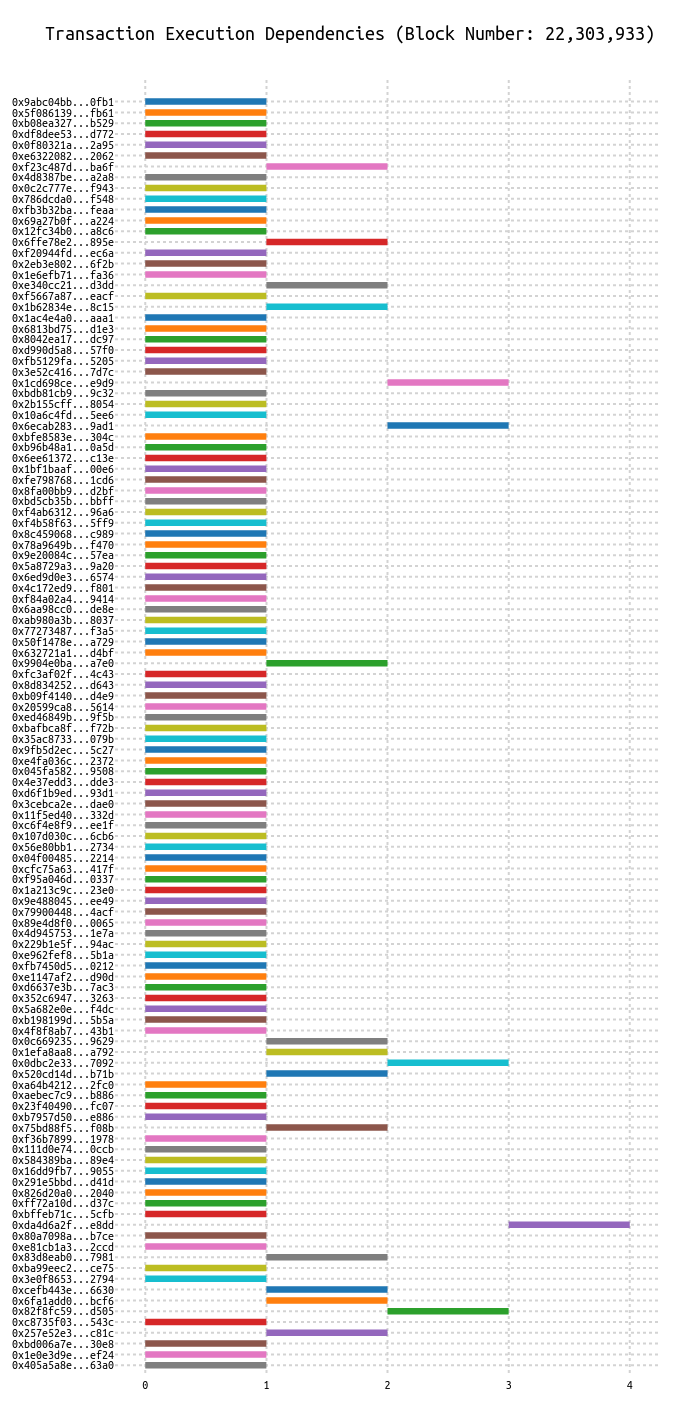 Transaction Execution Dependencies (Block Number: 22,303,933)
0x9abc04bb...0fb1
0x5f086139...fb61
0xb08ea327...b529
0xdf8dee53...d772
0x0f80321a...2a95
0xe6322082...2062
0xf23c487d...ba6f
0x4d8387be...a2a8
0x0c2c777e...f943
0x786dcda0...f548
0xfb3b32ba...feaa
0x69a27b0f...a224
0x12fc34b0...a8c6
0x6ffe78e2...895e
0xf20944fd...ec6a
0x2eb3e802...6f2b
0x1e6efb71...fa36
0xe340cc21...d3dd
0xf5667a87...eacf
0x1b62834e...8c15
0x1ac4e4a0...aaa1
0x6813bd75...d1e3
0x8042ea17...dc97
0xd990d5a8...57f0
0xfb5129fa...5205
0x3e52c416...7d7c
0x1cd698ce...e9d9
0xbdb81cb9...9c32
0x2b155cff...8054
0x10a6c4fd...5ee6
0x6ecab283...9ad1
0xbfe8583e...304c
0xb96b48a1...0a5d
0x6ee61372...c13e
0x1bf1baaf...00e6
0xfe798768...1cd6
0x8fa00bb9...d2bf
0xbd5cb35b...bbff
0xf4ab6312...96a6
0xf4b58f63...5ff9
0x8c459068...c989
0x78a9649b...f470
0x9e20084c...57ea
0x5a8729a3...9a20
0x6ed9d0e3...6574
0x4c172ed9...f801
0xf84a02a4...9414
0x6aa98cc0...de8e
0xab980a3b...8037
0x77273487...f3a5
0x50f1478e...a729
0x632721a1...d4bf
0x9904e0ba...a7e0
0xfc3af02f...4c43
0x8d834252...d643
0xb09f4140...d4e9
0x20599ca8...5614
0xed46849b...9f5b
0xbafbca8f...f72b
0x35ac8733...079b
0x9fb5d2ec...5c27
0xe4fa036c...2372
0x045fa582...9508
0x4e37edd3...dde3
0xd6f1b9ed...93d1
0x3cebca2e...dae0
0x11f5ed40...332d
0xc6f4e8f9...ee1f
0x107d030c...6cb6
0x56e80bb1...2734
0x04f00485...2214
0xcfc75a63...417f
0xf95a046d...0337
0x1a213c9c...23e0
0x9e488045...ee49
0x79900448...4acf
0x89e4d8f0...0065
0x4d945753...1e7a
0x229b1e5f...94ac
0xe962fef8...5b1a
0xfb7450d5...0212
0xe1147af2...d90d
0xd6637e3b...7ac3
0x352c6947...3263
0x5a682e0e...f4dc
0xb198199d...5b5a
0x4f8f8ab7...43b1
0x0c669235...9629
0x1efa8aa8...a792
0x0dbc2e33...7092
0x520cd14d...b71b
0xa64b4212...2fc0
0xaebec7c9...b886
0x23f40490...fc07
0xb7957d50...e886
0x75bd88f5...f08b
0xf36b7899...1978
0x111d0e74...0ccb
0x584389ba...89e4
0x16dd9fb7...9055
0x291e5bbd...d41d
0x826d20a0...2040
0xff72a10d...d37c
0xbffeb71c...5cfb
0xda4d6a2f...e8dd
0x80a7098a...b7ce
0xe81cb1a3...2ccd
0x83d8eab0...7981
0xba99eec2...ce75
0x3e0f8653...2794
0xcefb443e...6630
0x6fa1add0...bcf6
0x82f8fc59...d505
0xc8735f03...543c
0x257e52e3...c81c
0xbd006a7e...30e8
0x1e0e3d9e...ef24
0x405a5a8e...63a0
0 1 2 3 4